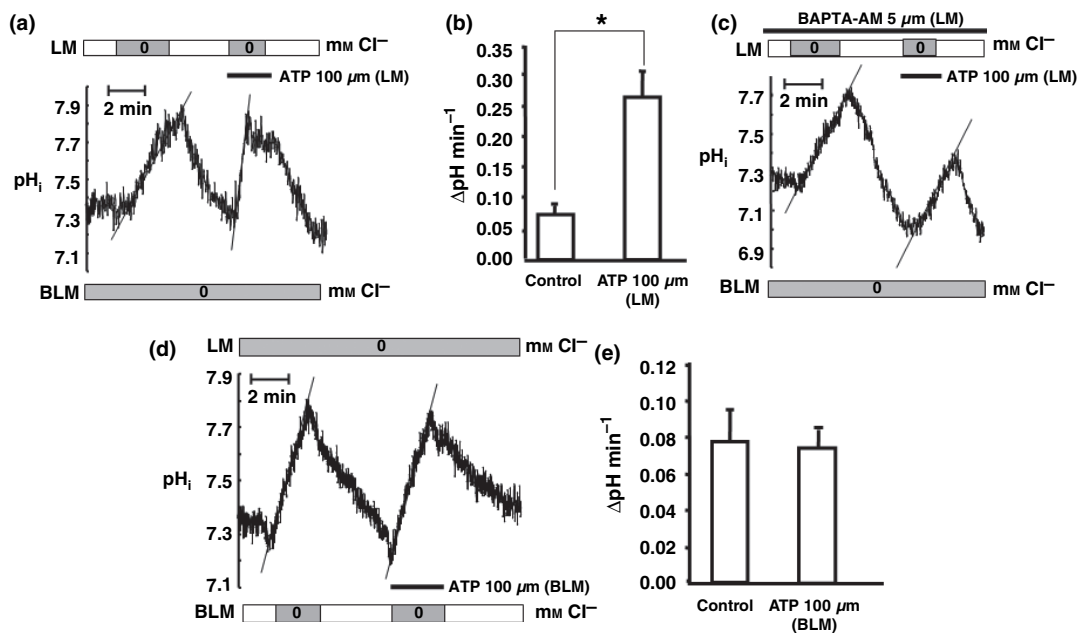 (a)
LM 0 0 mM Cl–
ATP 100 µm (LM)
2 min
7.9
7.7
7.5
7.3
7.1
pHi
BLM 0 mM Cl–
(b)
*
0.35
0.30
0.25
0.20
0.15
0.10
0.05
0.00
ΔpH min–1
Control
ATP 100 µm
(LM)
(c)
BAPTA-AM 5 µm (LM)
LM 0 0 mM Cl–
ATP 100 µm (LM)
2 min
7.7
7.5
7.3
7.1
6.9
pHi
BLM 0 mM Cl–
(d)
LM 0 mM Cl–
2 min
7.9
7.7
7.5
7.3
7.1
pHi
ATP 100 µm (BLM)
BLM 0 0 mM Cl–
(e)
0.12
0.10
0.08
0.06
0.04
0.02
0.00
ΔpH min–1
Control
ATP 100 µm
(BLM)